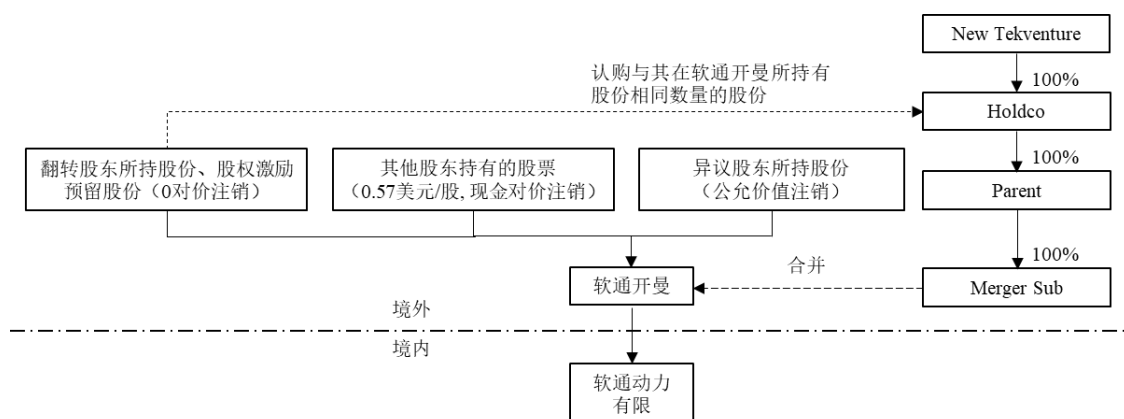 New Tekventure
100%
认购与其在软通开曼所持有
股份相同数量的股份
Holdco
100%
翻转股东所持股份、股权激励
预留股份（0对价注销）
其他股东持有的股票
（0.57美元/股, 现金对价注销）
异议股东所持股份
（公允价值注销）
Parent
100%
软通开曼
合并
Merger Sub
境外
境内
软通动力
有限